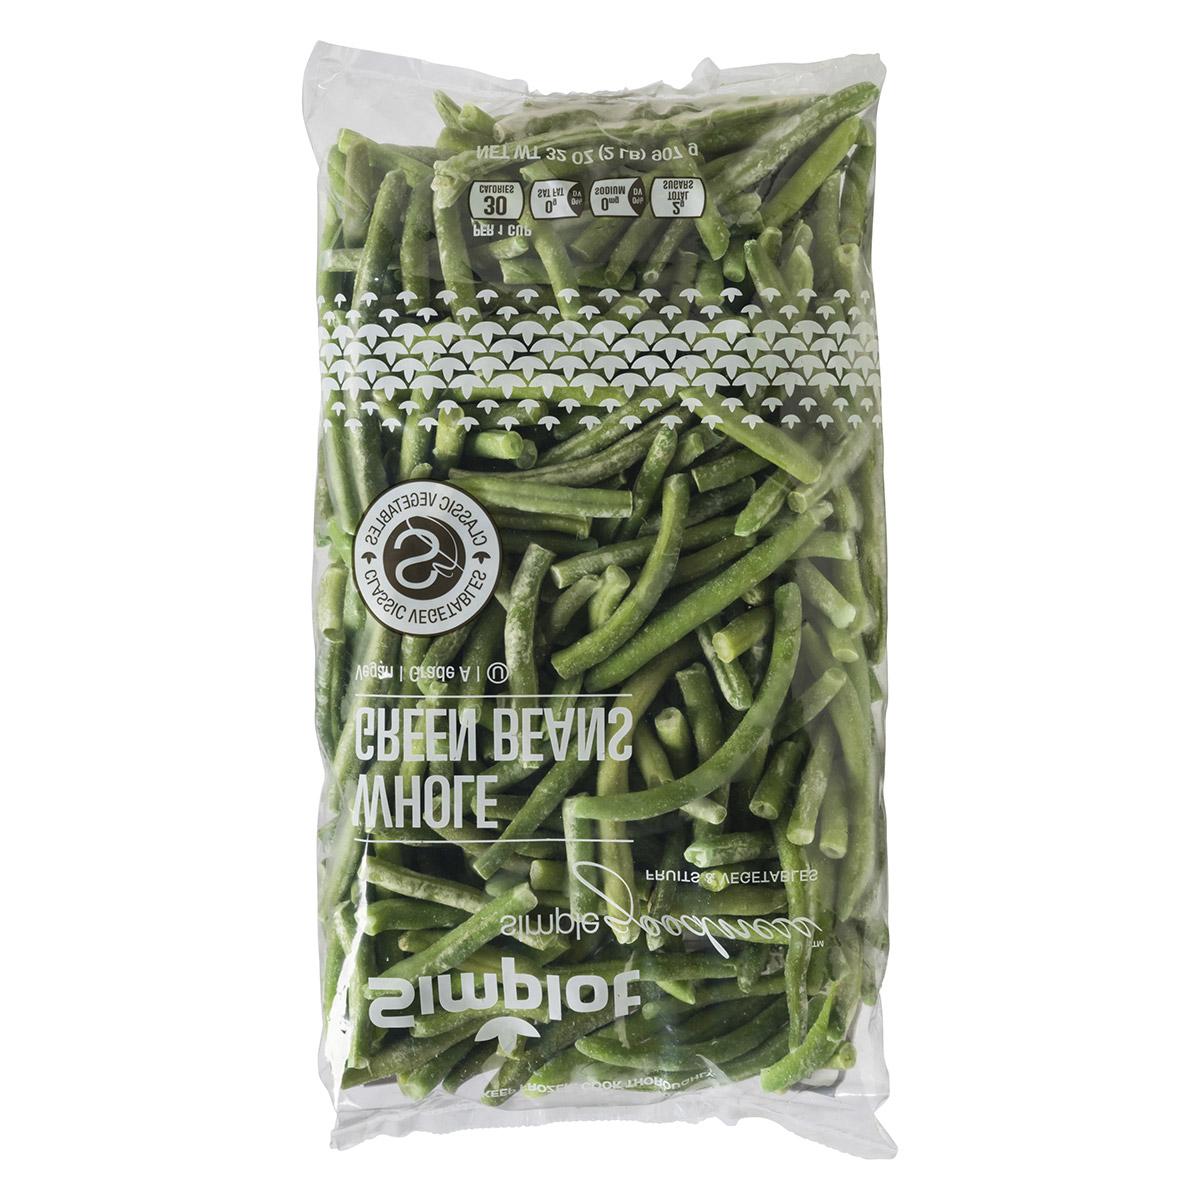 KEEP FROZEN. COOK THOROUGHLY
Simplot
simple goodness™
FRUITS & VEGETABLES
WHOLE
GREEN BEANS
Vegan | Grade A | U
CLASSIC VEGETABLES
S
CLASSIC VEGETABLES
PER 1 CUP
30
CALORIES
0g
SAT FAT
0% DV
0mg
SODIUM
0% DV
2g
TOTAL
SUGARS
NET WT 32 OZ (2 LB) 907 g